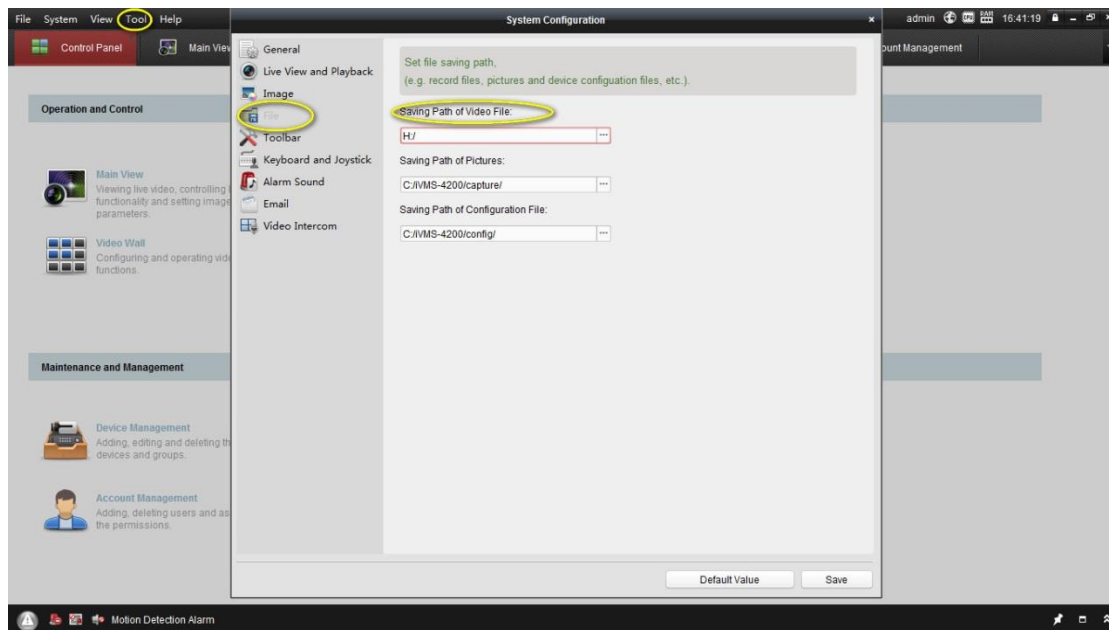 File System View Tool Help
System Configuration
×
admin
16:41:19
Control Panel
Main View
ount Management
Operation and Control
Main View
Viewing live video, controlling
functionality and setting image
parameters.
Video Wall
Configuring and operating vid
functions.
Maintenance and Management
Device Management
Adding, editing and deleting th
devices and groups.
Account Management
Adding, deleting users and as
the permissions.
General
Live View and Playback
Image
File
Toolbar
Keyboard and Joystick
Alarm Sound
Email
Video Intercom
Set file saving path,
(e.g. record files, pictures and device configuation files, etc.).
Saving Path of Video File:
H:/
Saving Path of Pictures:
C:/iVMS-4200/capture/
Saving Path of Configuration File:
C:/iVMS-4200/config/
Default Value
Save
Motion Detection Alarm